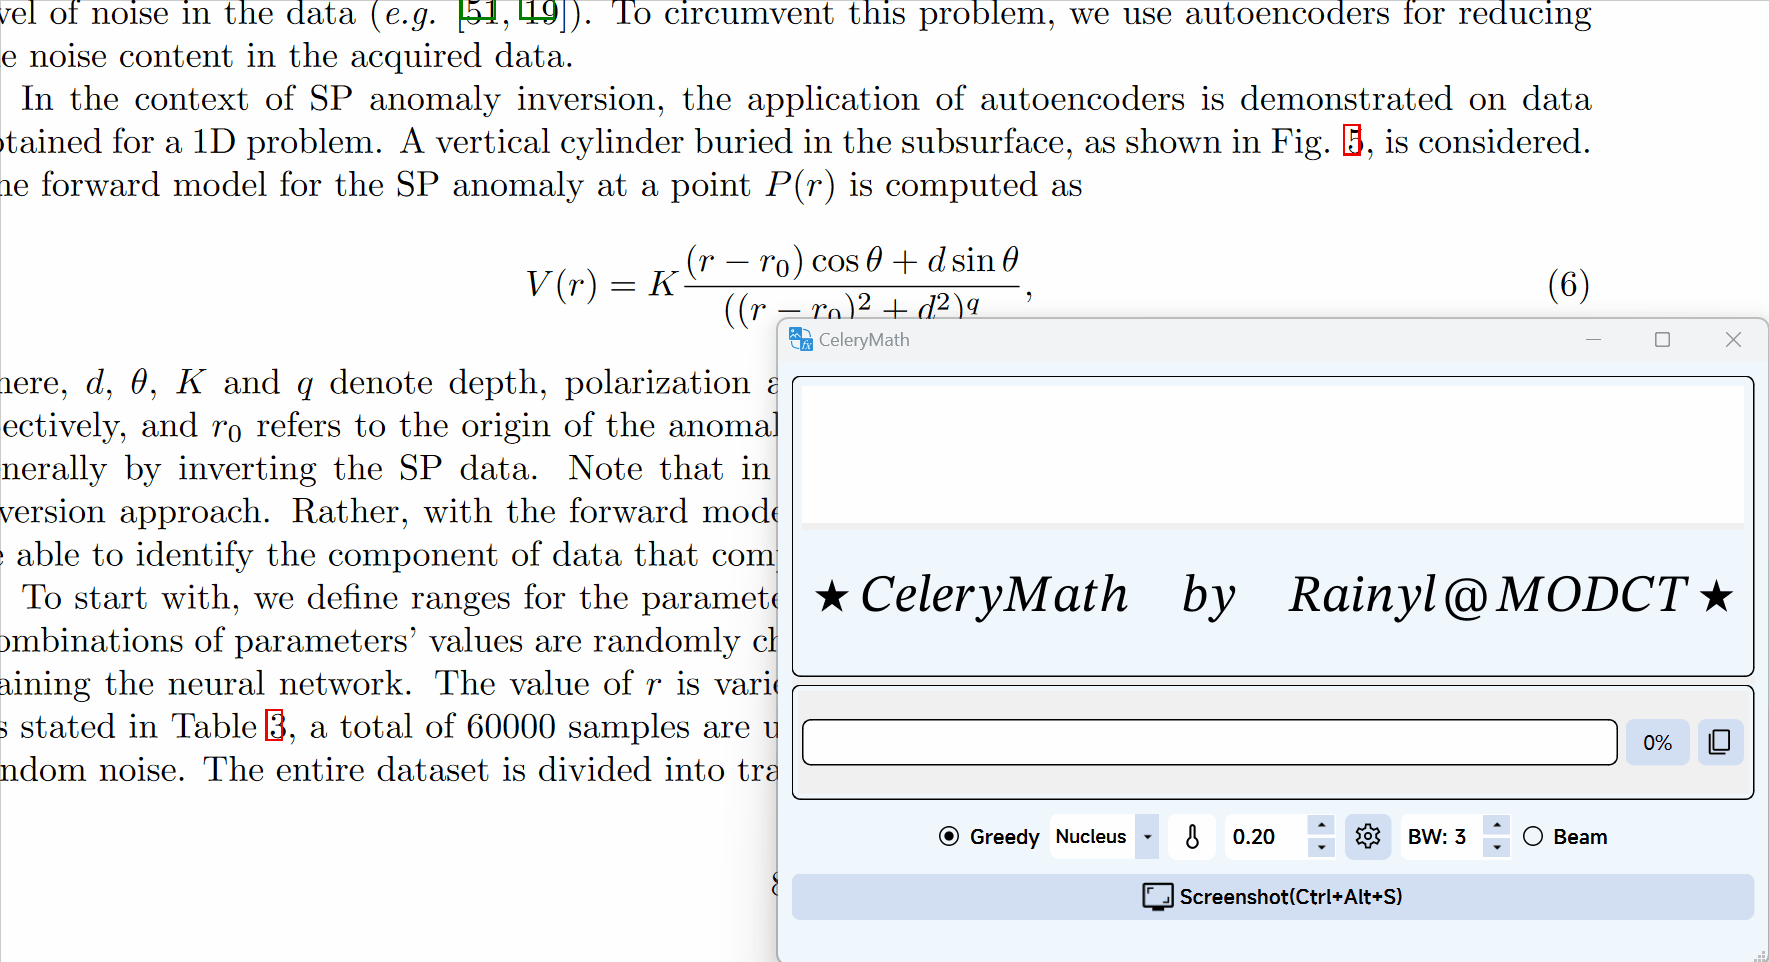 vel of noise in the data (e.g. [51, 19]). To circumvent this problem, we use autoencoders for reducing
e noise content in the acquired data.
In the context of SP anomaly inversion, the application of autoencoders is demonstrated on data
otained for a 1D problem. A vertical cylinder buried in the subsurface, as shown in Fig. 5, is considered.
he forward model for the SP anomaly at a point P(r) is computed as
V(r) = K \frac{(r − r_0) cos θ + d sin θ}{((r − r_0)^2 + d^2)^q}, (6)
here, d, θ, K and q denote depth, polarization a
ectively, and r_0 refers to the origin of the anomal
nerally by inverting the SP data. Note that in
version approach. Rather, with the forward mode
e able to identify the component of data that com
To start with, we define ranges for the paramete
ombinations of parameters’ values are randomly ch
aining the neural network. The value of r is varie
s stated in Table 3, a total of 60000 samples are u
ndom noise. The entire dataset is divided into tra
8
CeleryMath
★ CeleryMath by Rainyl@MODCT ★
0%
Greedy Nucleus 0.20 BW: 3 Beam
Screenshot(Ctrl+Alt+S)